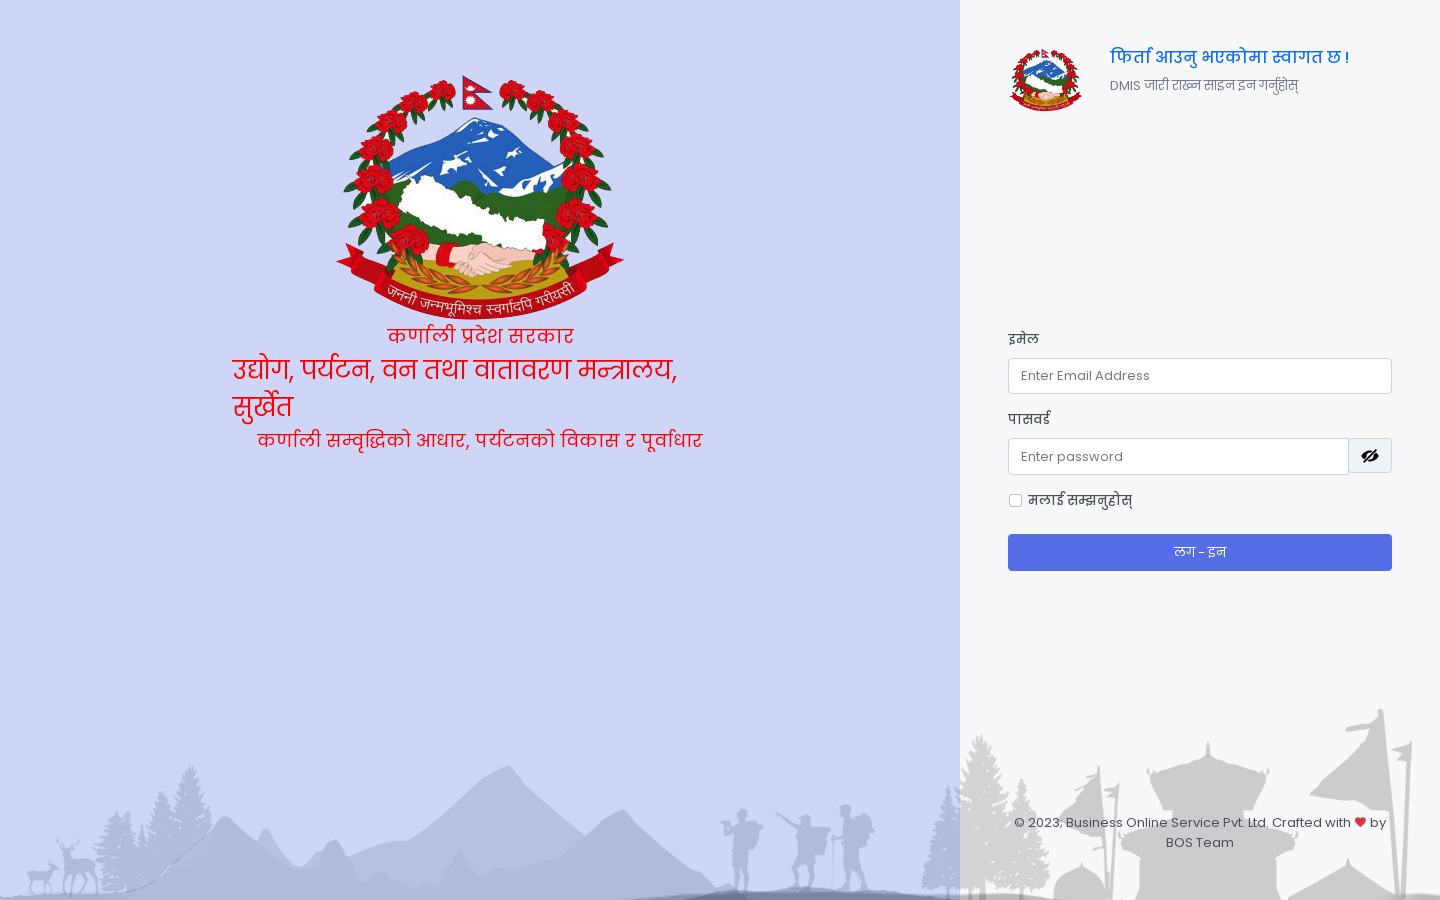 जननी जन्मभूमिश्च स्वर्गादपि गरीयसी
कर्णाली प्रदेश सरकार
उद्योग, पर्यटन, वन तथा वातावरण मन्त्रालय,
सुर्खेत
कर्णाली सम्वृद्धिको आधार, पर्यटनको विकास र पूर्वाधार
फिर्ता आउनु भएकोमा स्वागत छ !
DMIS जारी राख्न साइन इन गर्नुहोस्
इमेल
Enter Email Address
पासवर्ड
Enter password
मलाई सम्झनुहोस्
लग - इन
© 2023; Business Online Service Pvt. Ltd. Crafted with ❤ by
BOS Team